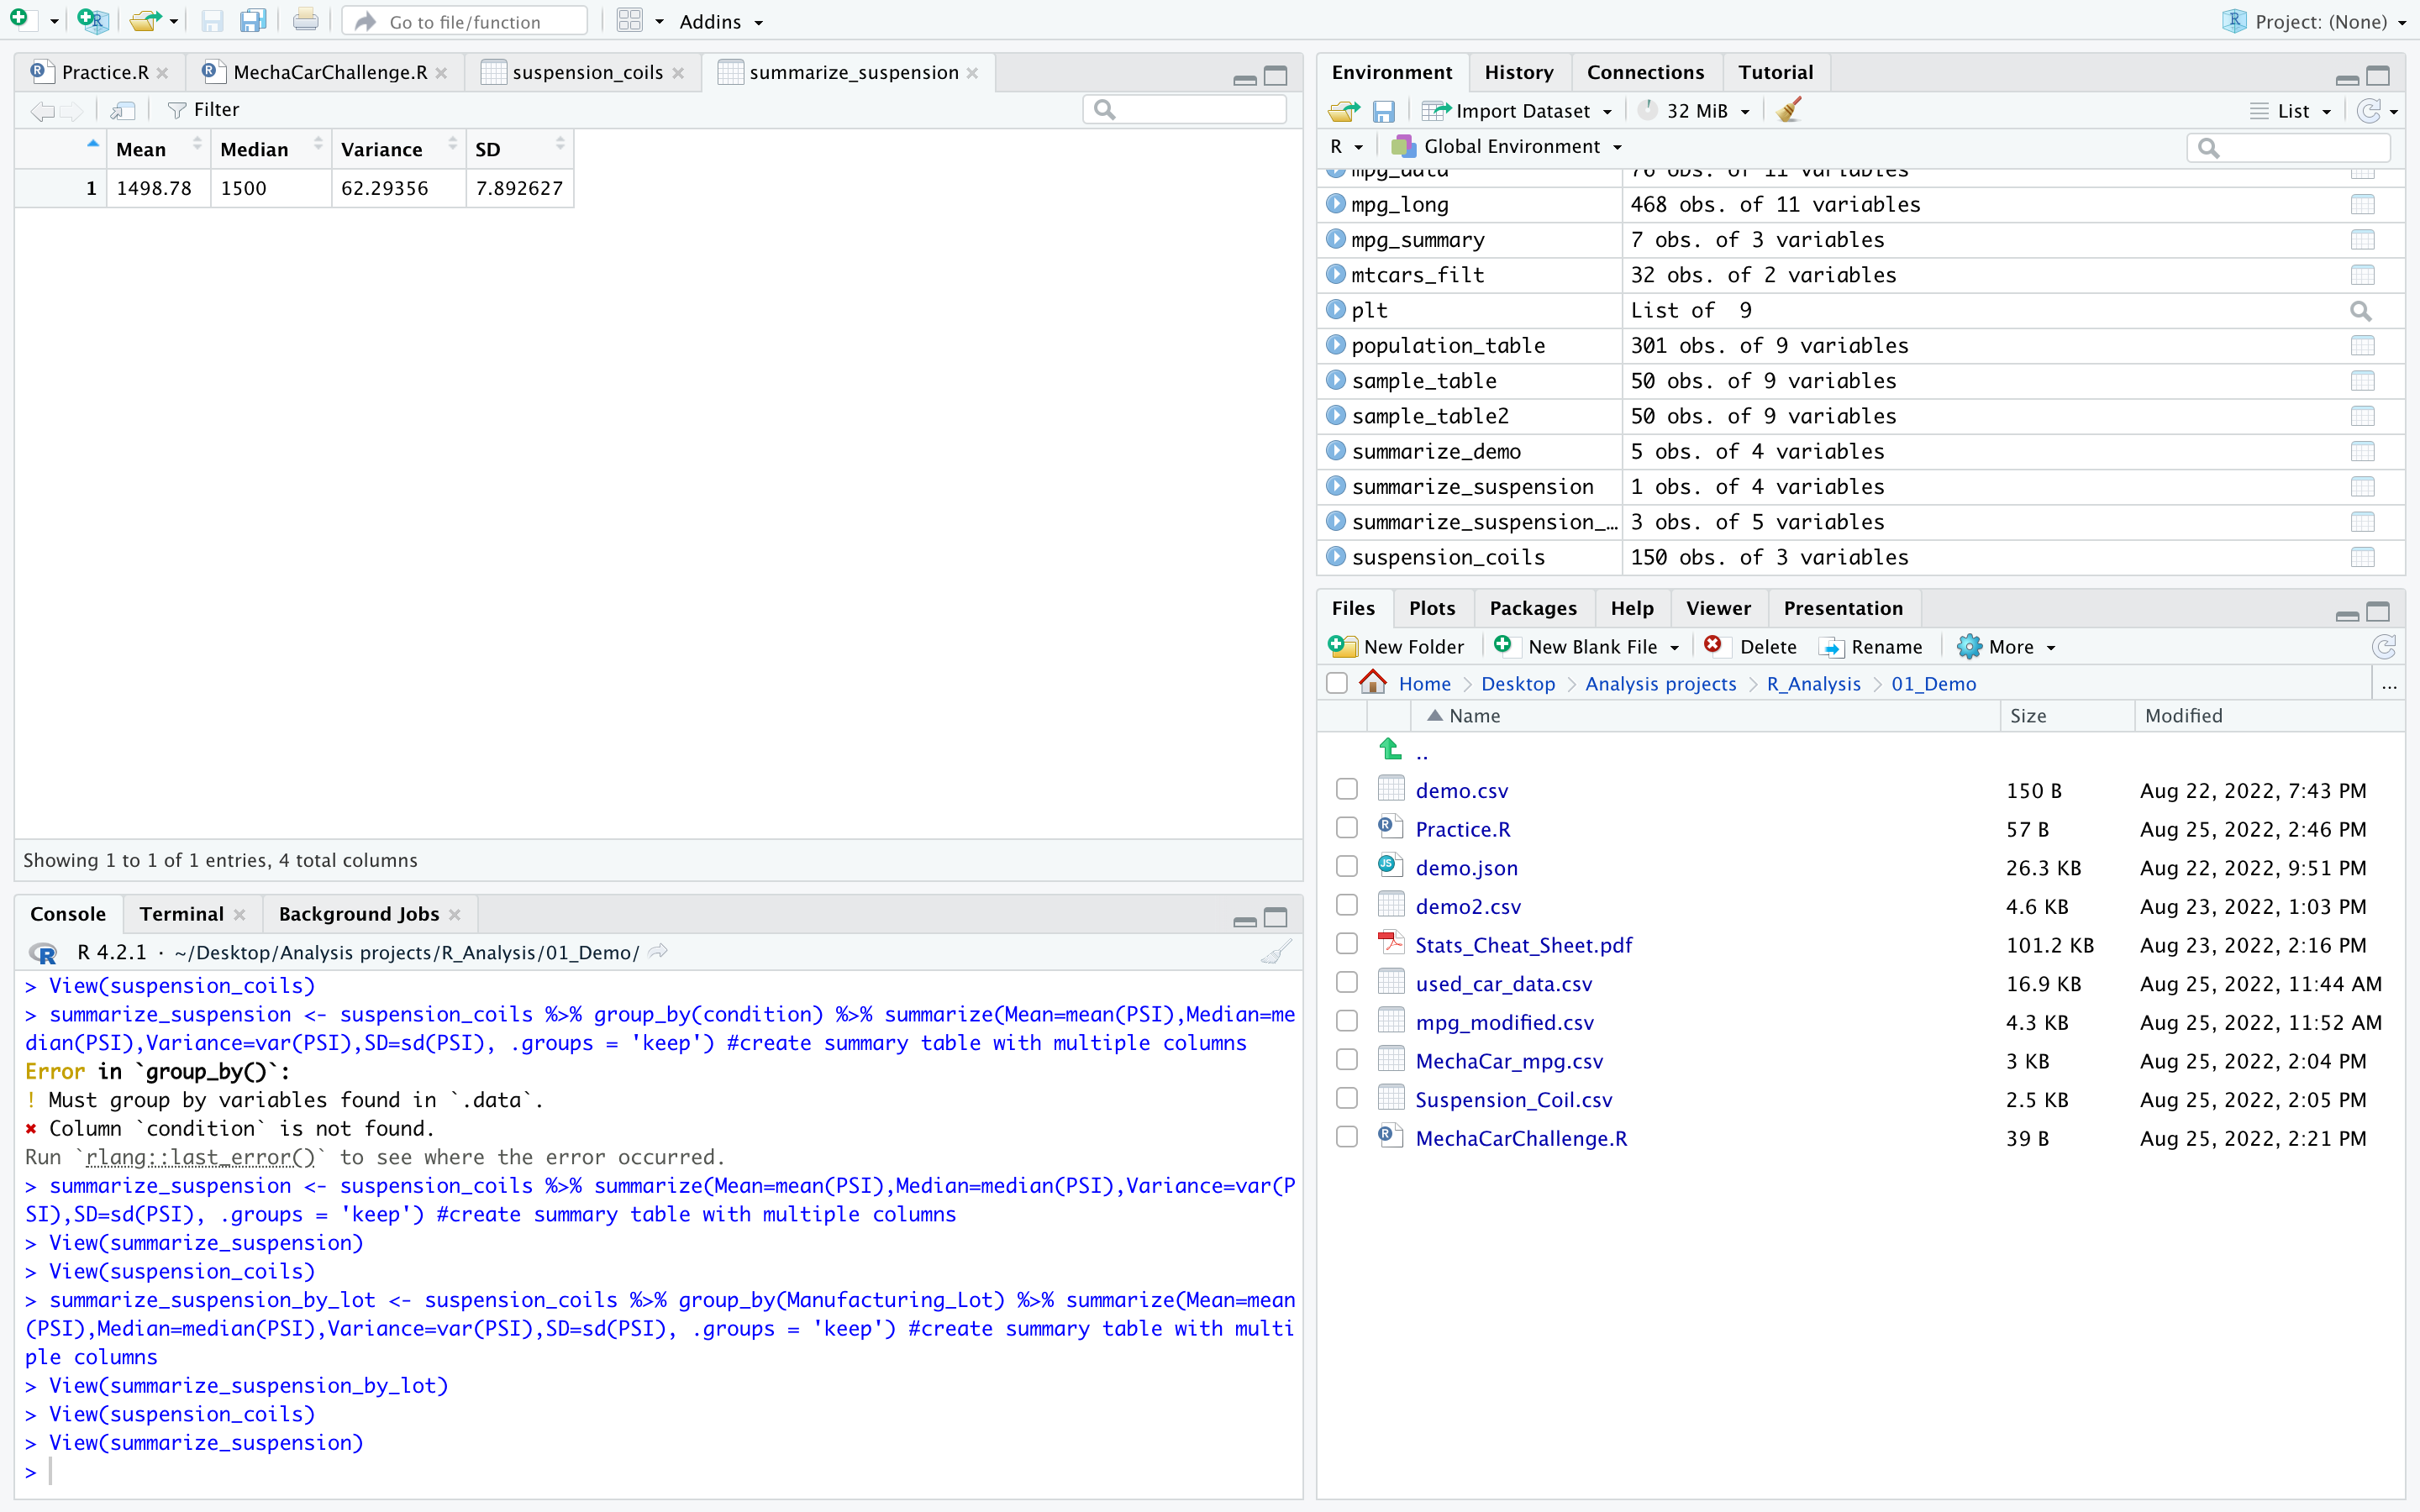 Go to file/function
Addins
Project: (None)
Practice.R
MechaCarChallenge.R
suspension_coils
summarize_suspension
Filter
Mean Median Variance SD
1 1498.78 1500 62.29356 7.892627
Showing 1 to 1 of 1 entries, 4 total columns
Console Terminal Background Jobs
R 4.2.1 · ~/Desktop/Analysis projects/R_Analysis/01_Demo/
> View(suspension_coils)
> summarize_suspension <- suspension_coils %>% group_by(condition) %>% summarize(Mean=mean(PSI),Median=me
dian(PSI),Variance=var(PSI),SD=sd(PSI), .groups = 'keep') #create summary table with multiple columns
Error in `group_by()`:
! Must group by variables found in `.data`.
✖ Column `condition` is not found.
Run `rlang::last_error()` to see where the error occurred.
> summarize_suspension <- suspension_coils %>% summarize(Mean=mean(PSI),Median=median(PSI),Variance=var(P
SI),SD=sd(PSI), .groups = 'keep') #create summary table with multiple columns
> View(summarize_suspension)
> View(suspension_coils)
> summarize_suspension_by_lot <- suspension_coils %>% group_by(Manufacturing_Lot) %>% summarize(Mean=mean
(PSI),Median=median(PSI),Variance=var(PSI),SD=sd(PSI), .groups = 'keep') #create summary table with multi
ple columns
> View(summarize_suspension_by_lot)
> View(suspension_coils)
> View(summarize_suspension)
>
Environment History Connections Tutorial
Import Dataset 32 MiB List
R Global Environment
mpg_data 78 obs. of 11 variables
mpg_long 468 obs. of 11 variables
mpg_summary 7 obs. of 3 variables
mtcars_filt 32 obs. of 2 variables
plt List of 9
population_table 301 obs. of 9 variables
sample_table 50 obs. of 9 variables
sample_table2 50 obs. of 9 variables
summarize_demo 5 obs. of 4 variables
summarize_suspension 1 obs. of 4 variables
summarize_suspension_… 3 obs. of 5 variables
suspension_coils 150 obs. of 3 variables
Files Plots Packages Help Viewer Presentation
New Folder New Blank File Delete Rename More
Home > Desktop > Analysis projects > R_Analysis > 01_Demo ...
Name Size Modified
..
demo.csv 150 B Aug 22, 2022, 7:43 PM
Practice.R 57 B Aug 25, 2022, 2:46 PM
demo.json 26.3 KB Aug 22, 2022, 9:51 PM
demo2.csv 4.6 KB Aug 23, 2022, 1:03 PM
Stats_Cheat_Sheet.pdf 101.2 KB Aug 23, 2022, 2:16 PM
used_car_data.csv 16.9 KB Aug 25, 2022, 11:44 AM
mpg_modified.csv 4.3 KB Aug 25, 2022, 11:52 AM
MechaCar_mpg.csv 3 KB Aug 25, 2022, 2:04 PM
Suspension_Coil.csv 2.5 KB Aug 25, 2022, 2:05 PM
MechaCarChallenge.R 39 B Aug 25, 2022, 2:21 PM